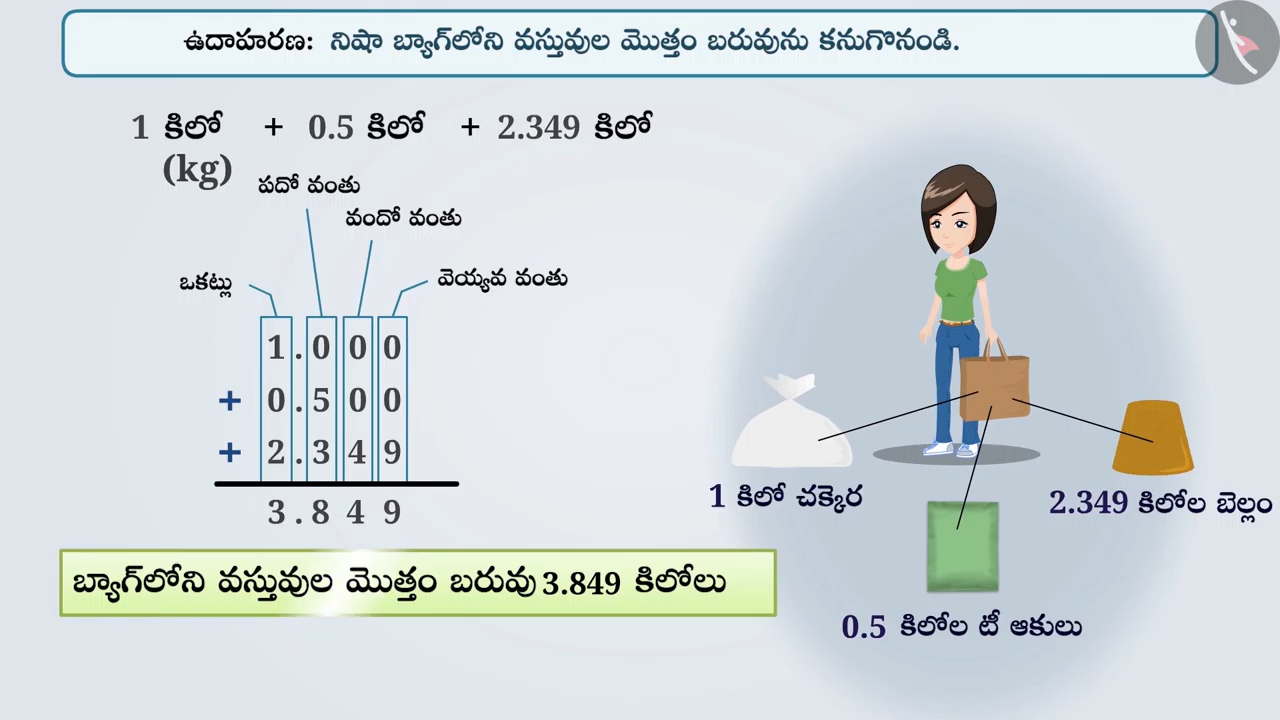 ఉదాహరణ: నిషా బ్యాగ్‌లోని వస్తువుల మొత్తం బరువును కనుగొనండి.
1 కిలో + 0.5 కిలో + 2.349 కిలో
(kg)
పదో వంతు
వందో వంతు
ఒకట్లు
వెయ్యవ వంతు
1.000
+ 0.500
+ 2.349
3.849
బ్యాగ్‌లోని వస్తువుల మొత్తం బరువు 3.849 కిలోలు
1 కిలో చక్కెర
2.349 కిలోల బెల్లం
0.5 కిలోల టీ ఆకులు